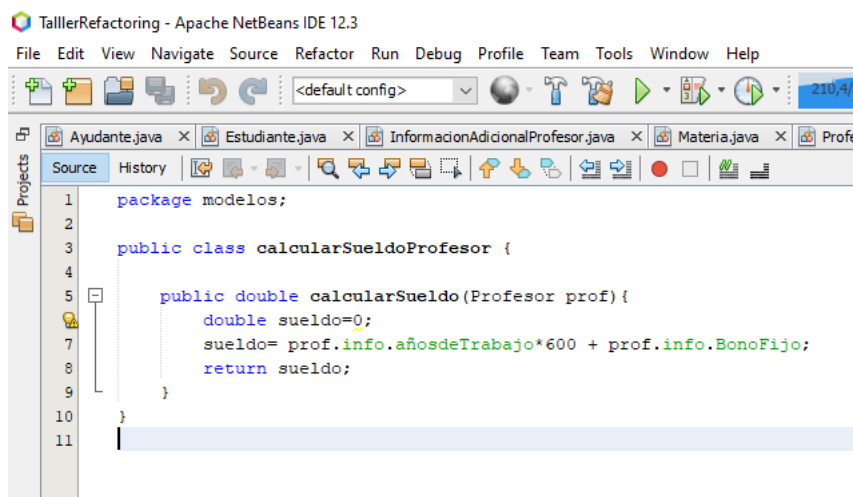 TalllerRefactoring - Apache NetBeans IDE 12.3
File Edit View Navigate Source Refactor Run Debug Profile Team Tools Window Help
<default config> 210,4/
Ayudante.java Estudiante.java InformacionAdicionalProfesor.java Materia.java Profe
Projects
Source History
1 package modelos;
2
3 public class calcularSueldoProfesor {
4
5 public double calcularSueldo(Profesor prof){
double sueldo=0;
7 sueldo= prof.info.añosdeTrabajo*600 + prof.info.BonoFijo;
8 return sueldo;
9 }
10 }
11